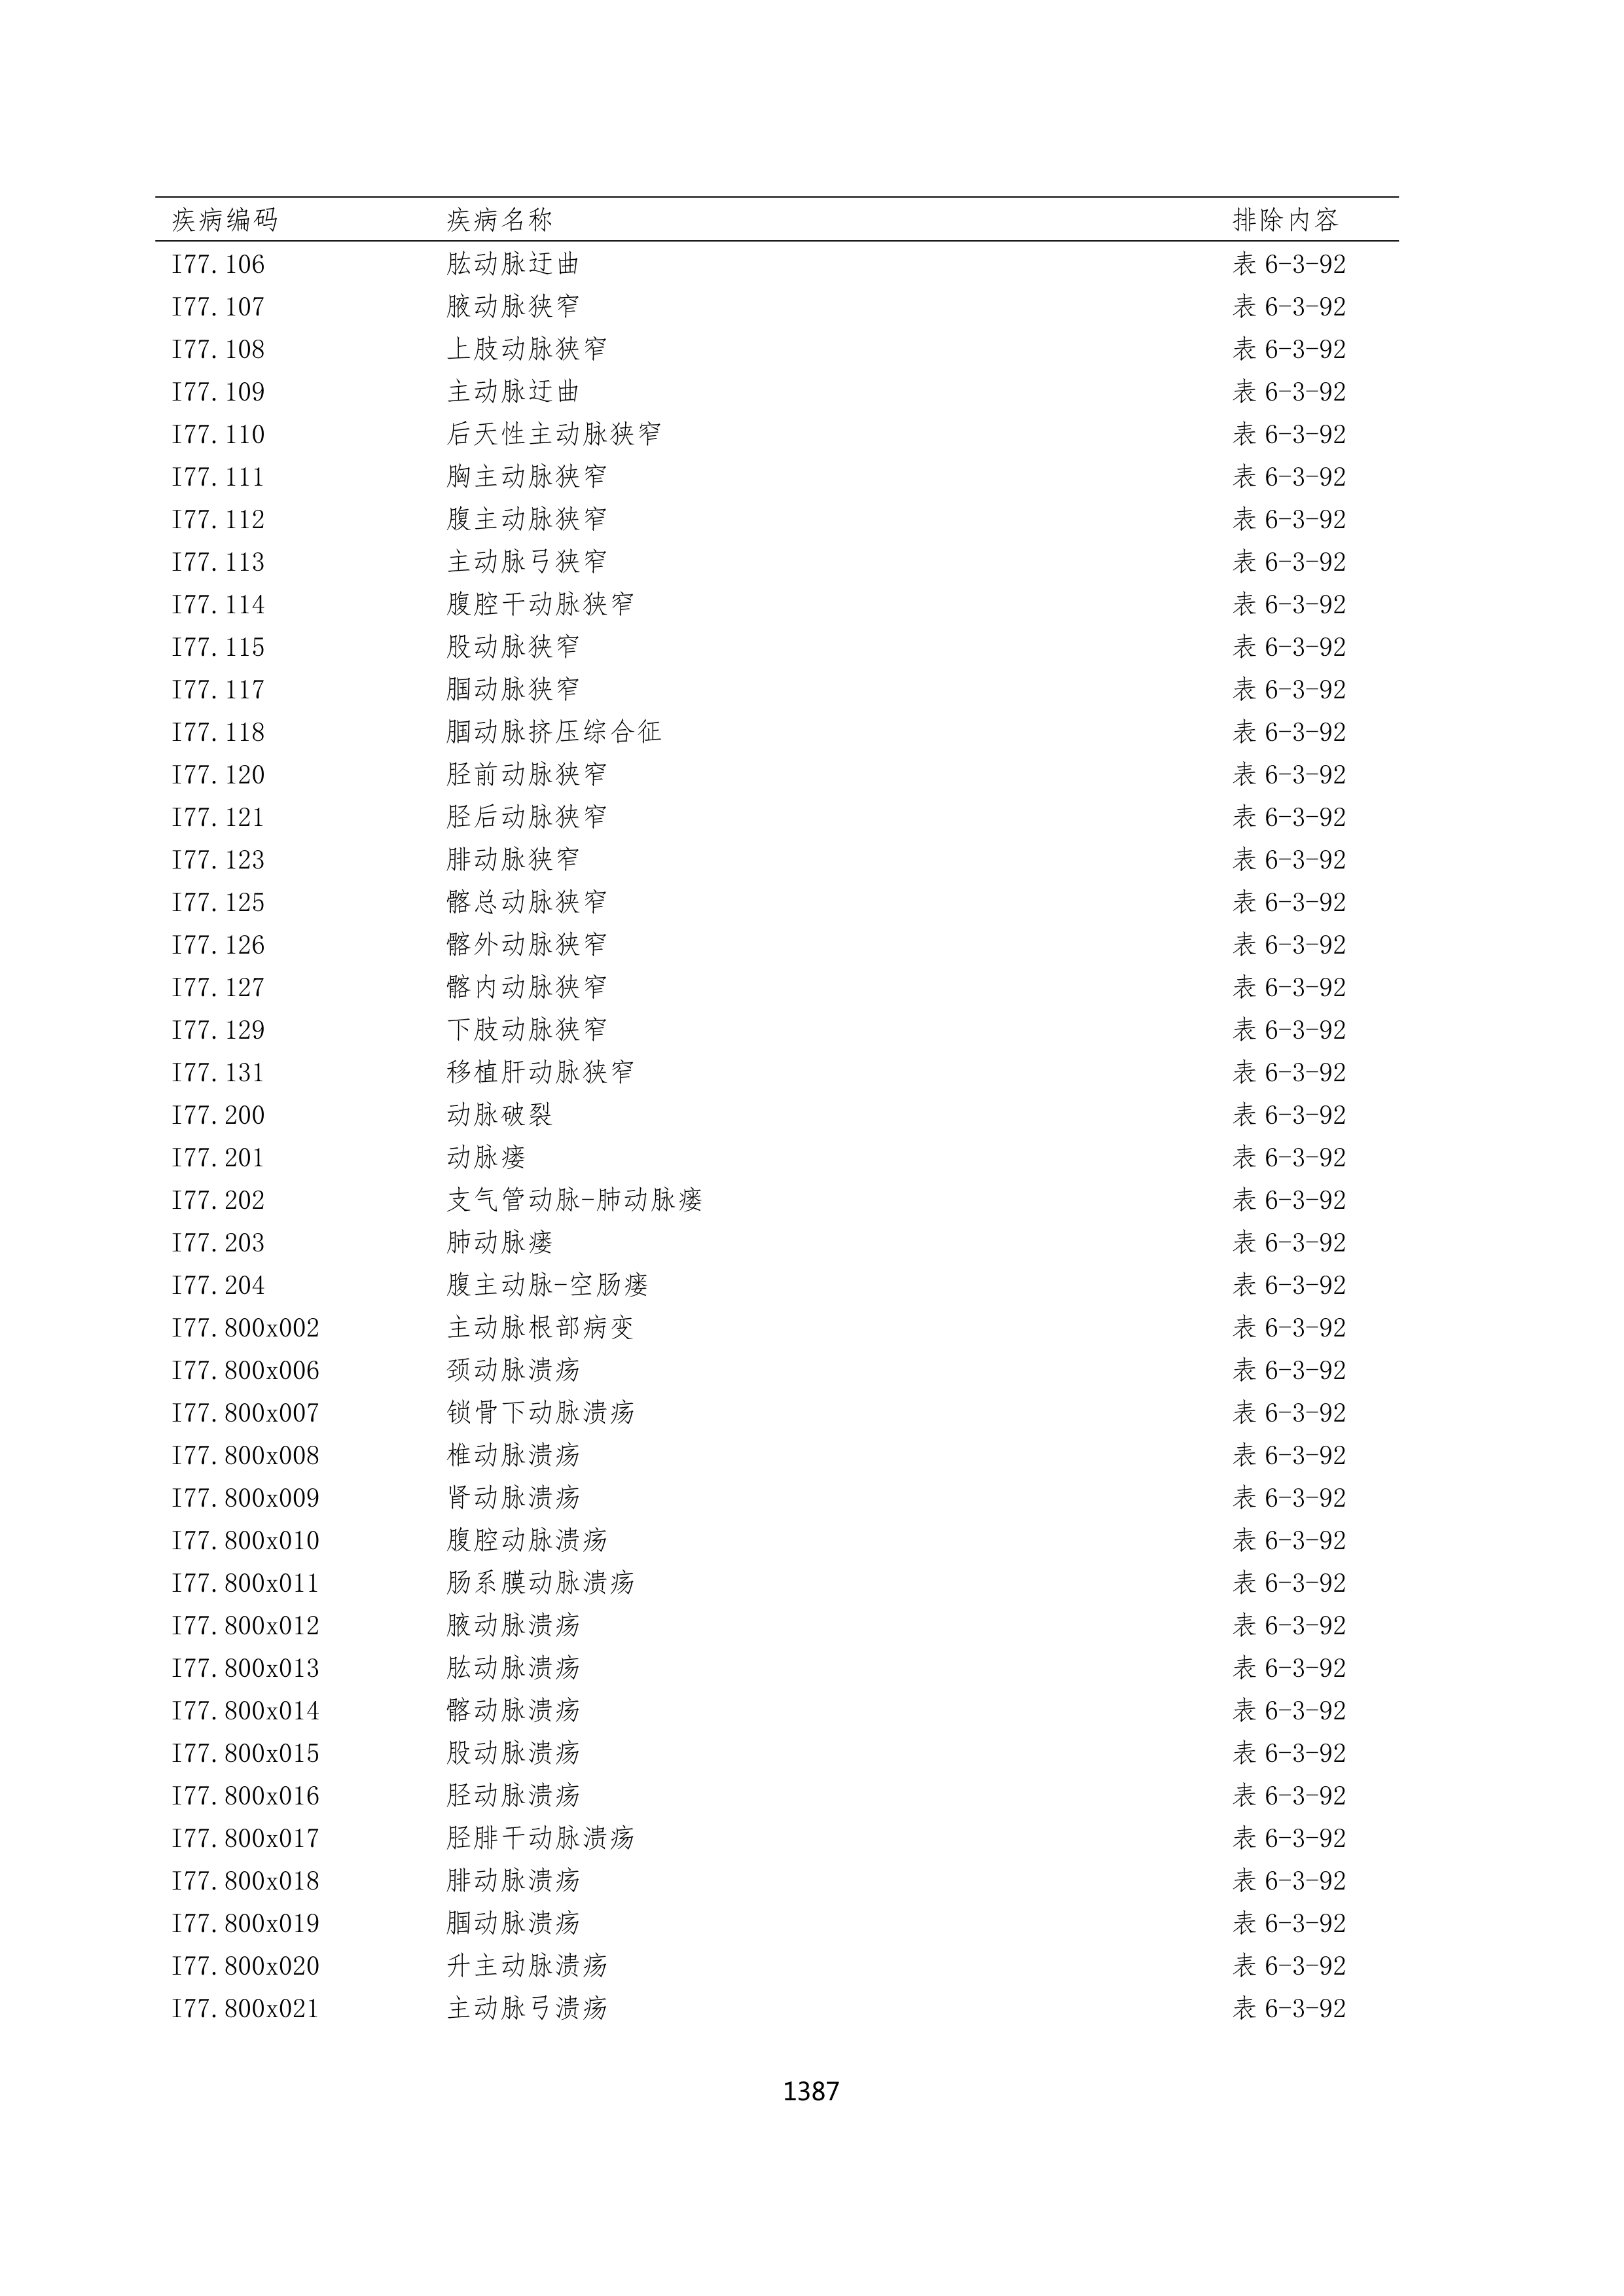 疾病编码 疾病名称 排除内容
I77.106 肱动脉迂曲 表 6-3-92
I77.107 腋动脉狭窄 表 6-3-92
I77.108 上肢动脉狭窄 表 6-3-92
I77.109 主动脉迂曲 表 6-3-92
I77.110 后天性主动脉狭窄 表 6-3-92
I77.111 胸主动脉狭窄 表 6-3-92
I77.112 腹主动脉狭窄 表 6-3-92
I77.113 主动脉弓狭窄 表 6-3-92
I77.114 腹腔干动脉狭窄 表 6-3-92
I77.115 股动脉狭窄 表 6-3-92
I77.117 腘动脉狭窄 表 6-3-92
I77.118 腘动脉挤压综合征 表 6-3-92
I77.120 胫前动脉狭窄 表 6-3-92
I77.121 胫后动脉狭窄 表 6-3-92
I77.123 腓动脉狭窄 表 6-3-92
I77.125 髂总动脉狭窄 表 6-3-92
I77.126 髂外动脉狭窄 表 6-3-92
I77.127 髂内动脉狭窄 表 6-3-92
I77.129 下肢动脉狭窄 表 6-3-92
I77.131 移植肝动脉狭窄 表 6-3-92
I77.200 动脉破裂 表 6-3-92
I77.201 动脉瘘 表 6-3-92
I77.202 支气管动脉-肺动脉瘘 表 6-3-92
I77.203 肺动脉瘘 表 6-3-92
I77.204 腹主动脉-空肠瘘 表 6-3-92
I77.800x002 主动脉根部病变 表 6-3-92
I77.800x006 颈动脉溃疡 表 6-3-92
I77.800x007 锁骨下动脉溃疡 表 6-3-92
I77.800x008 椎动脉溃疡 表 6-3-92
I77.800x009 肾动脉溃疡 表 6-3-92
I77.800x010 腹腔动脉溃疡 表 6-3-92
I77.800x011 肠系膜动脉溃疡 表 6-3-92
I77.800x012 腋动脉溃疡 表 6-3-92
I77.800x013 肱动脉溃疡 表 6-3-92
I77.800x014 髂动脉溃疡 表 6-3-92
I77.800x015 股动脉溃疡 表 6-3-92
I77.800x016 胫动脉溃疡 表 6-3-92
I77.800x017 胫腓干动脉溃疡 表 6-3-92
I77.800x018 腓动脉溃疡 表 6-3-92
I77.800x019 腘动脉溃疡 表 6-3-92
I77.800x020 升主动脉溃疡 表 6-3-92
I77.800x021 主动脉弓溃疡 表 6-3-92
1387